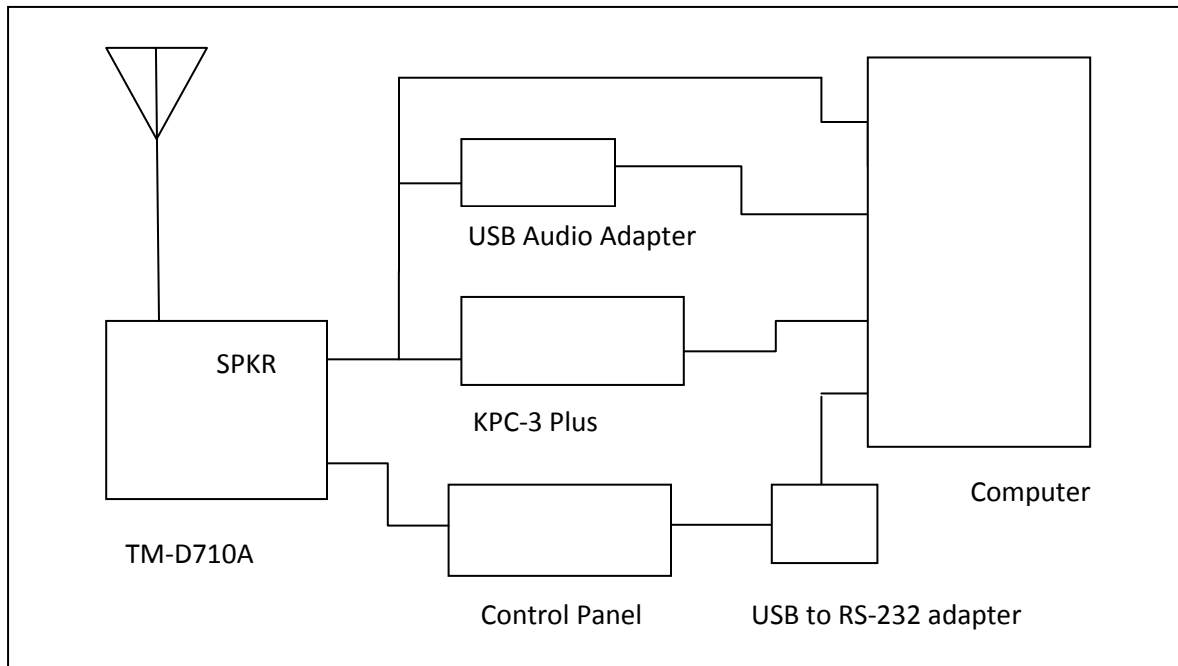 USB Audio Adapter
SPKR
KPC-3 Plus
Computer
TM-D710A
Control Panel
USB to RS-232 adapter